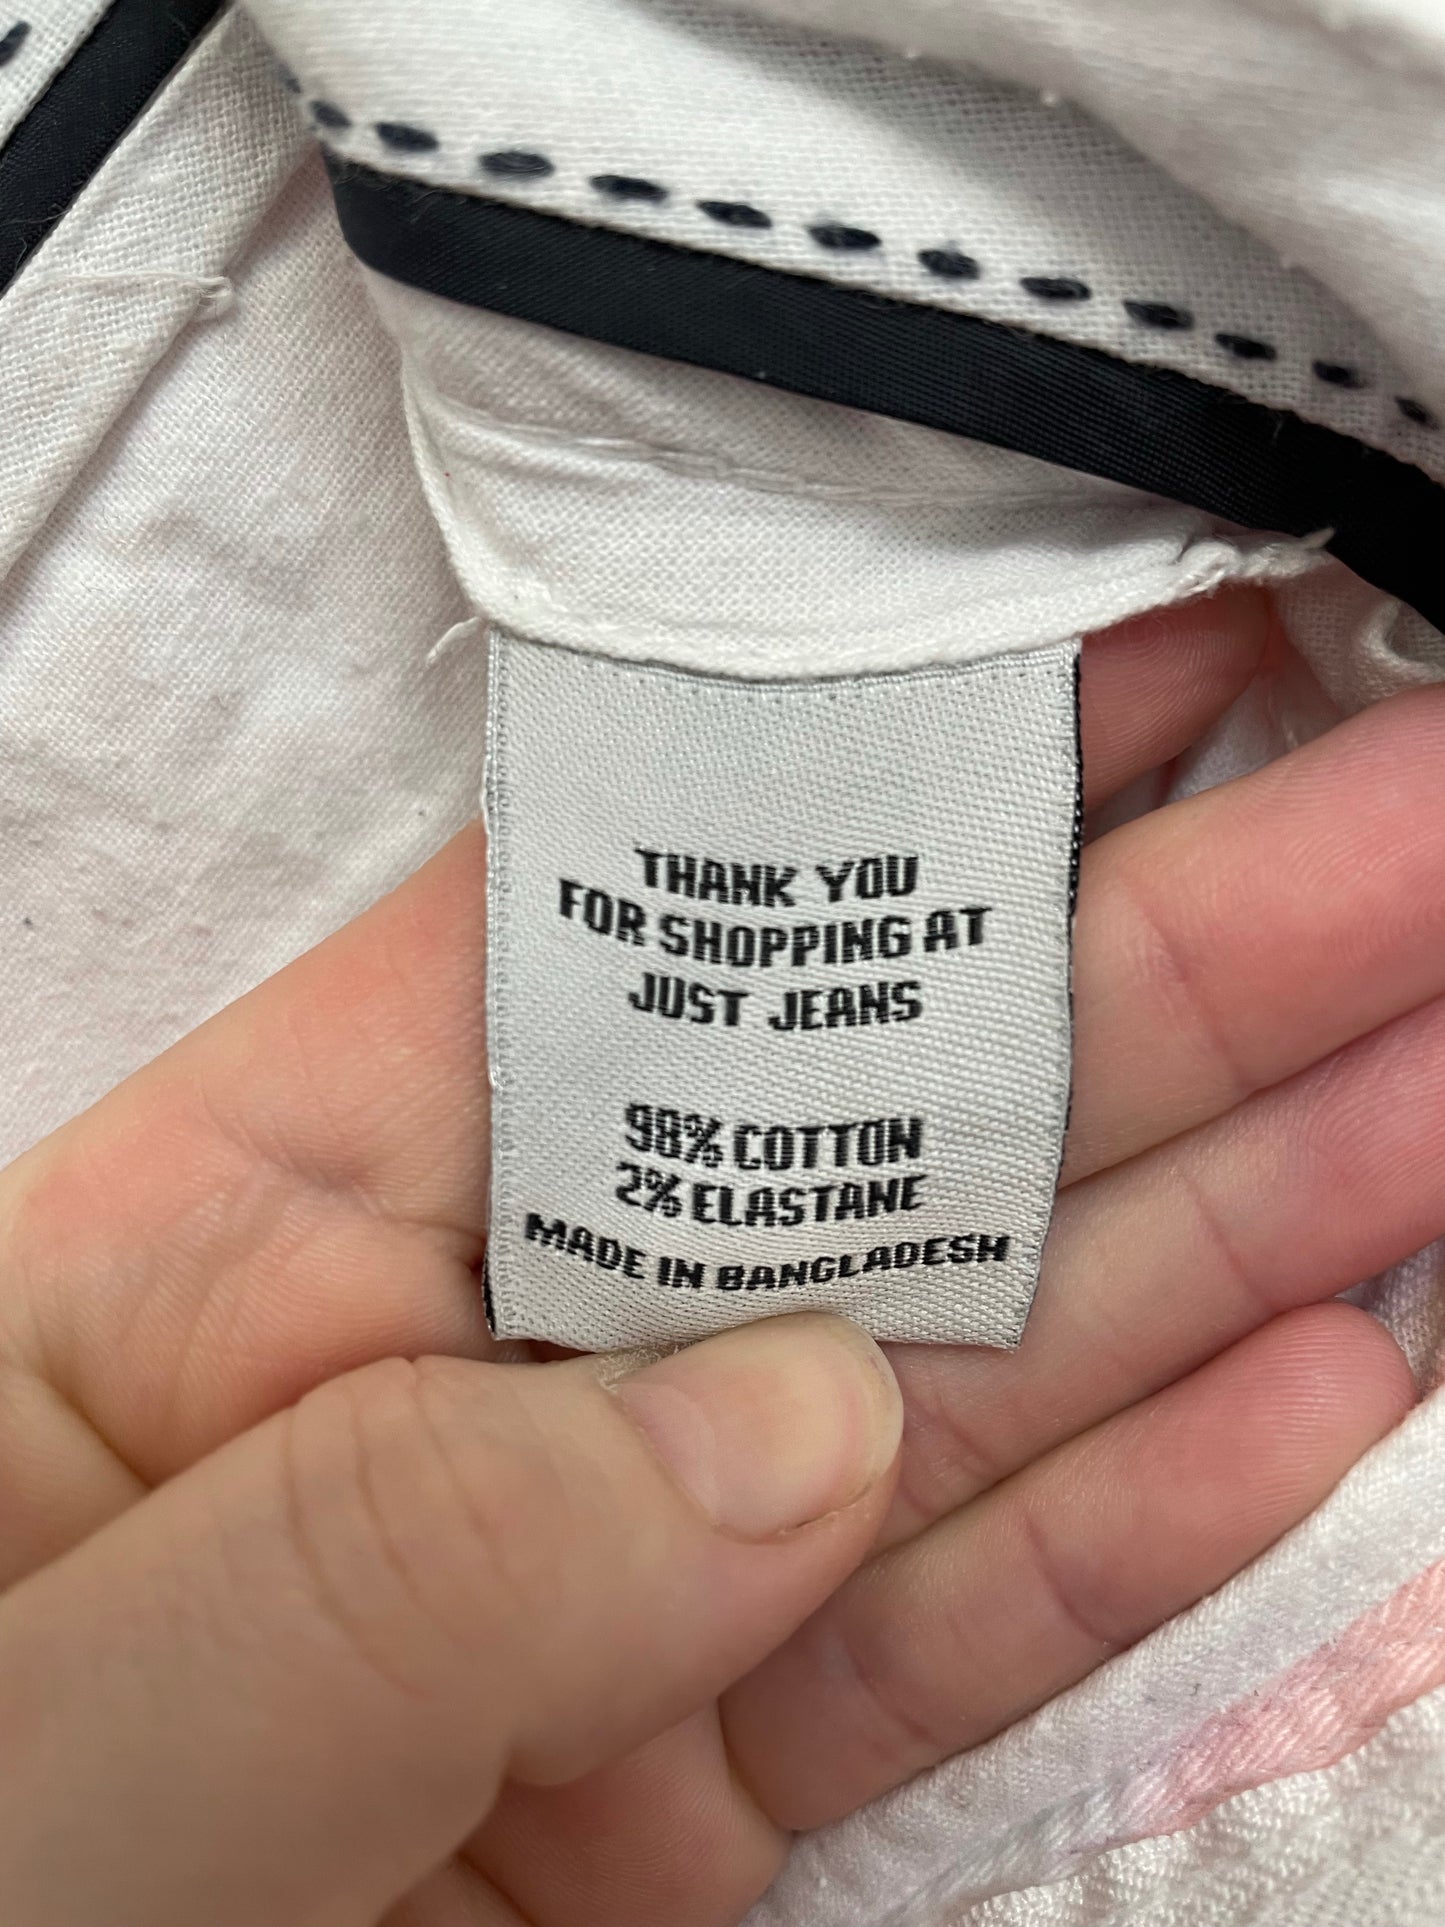 THANK YOU
FOR SHOPPING AT
JUST JEANS
98% COTTON
2% ELASTANE
MADE IN BANGLADESH